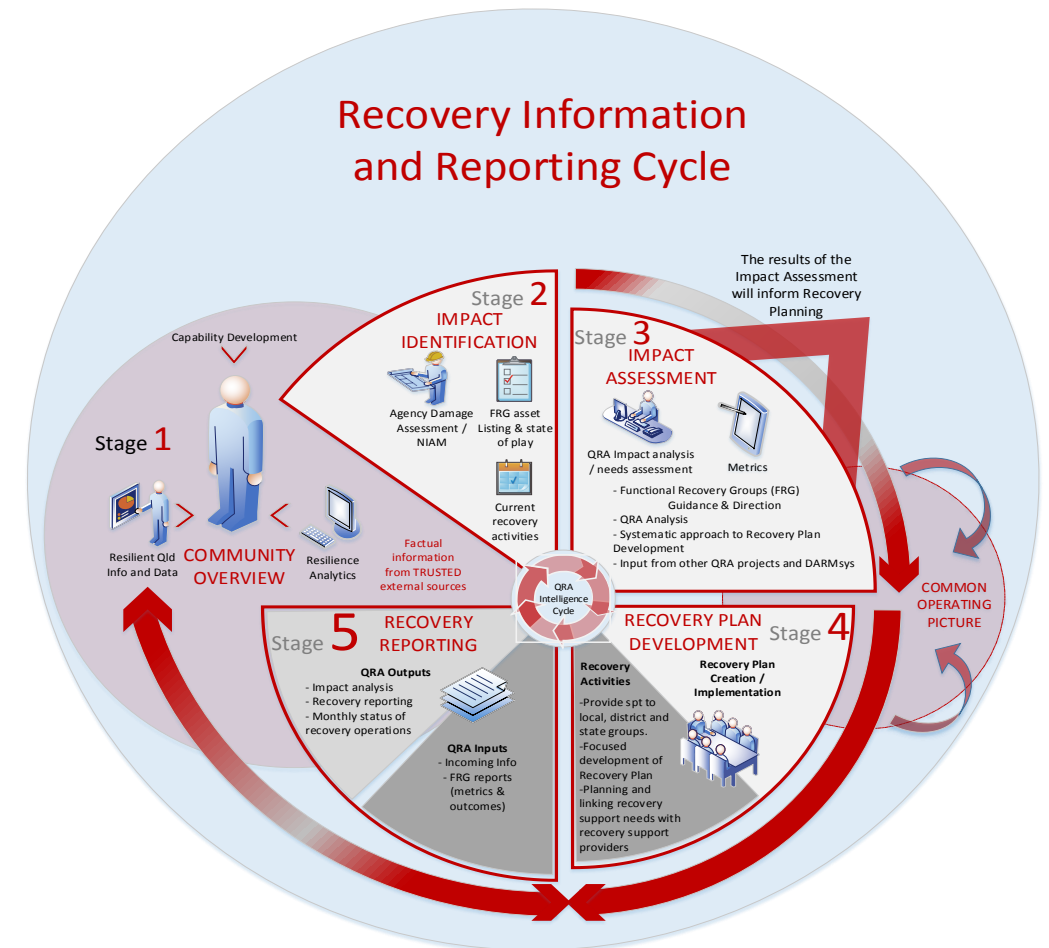 Recovery Information
and Reporting Cycle
The results of the
Impact Assessment
will inform Recovery
Planning
Capability Development
Stage 1
Resilient Qld
Info and Data
COMMUNITY
OVERVIEW
Resilience
Analytics
Factual
information
from TRUSTED
external sources
Stage 2
IMPACT
IDENTIFICATION
Agency Damage
Assessment /
NIAM
FRG asset
Listing & state
of play
Current
recovery
activities
Stage 3
IMPACT
ASSESSMENT
QRA Impact analysis
/ needs assessment
Metrics
- Functional Recovery Groups (FRG)
Guidance & Direction
- QRA Analysis
- Systematic approach to Recovery Plan
Development
- Input from other QRA projects and DARMsys
COMMON
OPERATING
PICTURE
QRA
Intelligence
Cycle
RECOVERY PLAN
DEVELOPMENT
Stage 4
Recovery
Activities
-Provide spt to
local, district and
state groups.
-Focused
development of
Recovery Plan
-Planning and
linking recovery
support needs with
recovery support
providers
Recovery Plan
Creation /
Implementation
Stage 5
RECOVERY
REPORTING
QRA Outputs
- Impact analysis
- Recovery reporting
- Monthly status of
recovery operations
QRA Inputs
- Incoming Info
- FRG reports
(metrics &
outcomes)